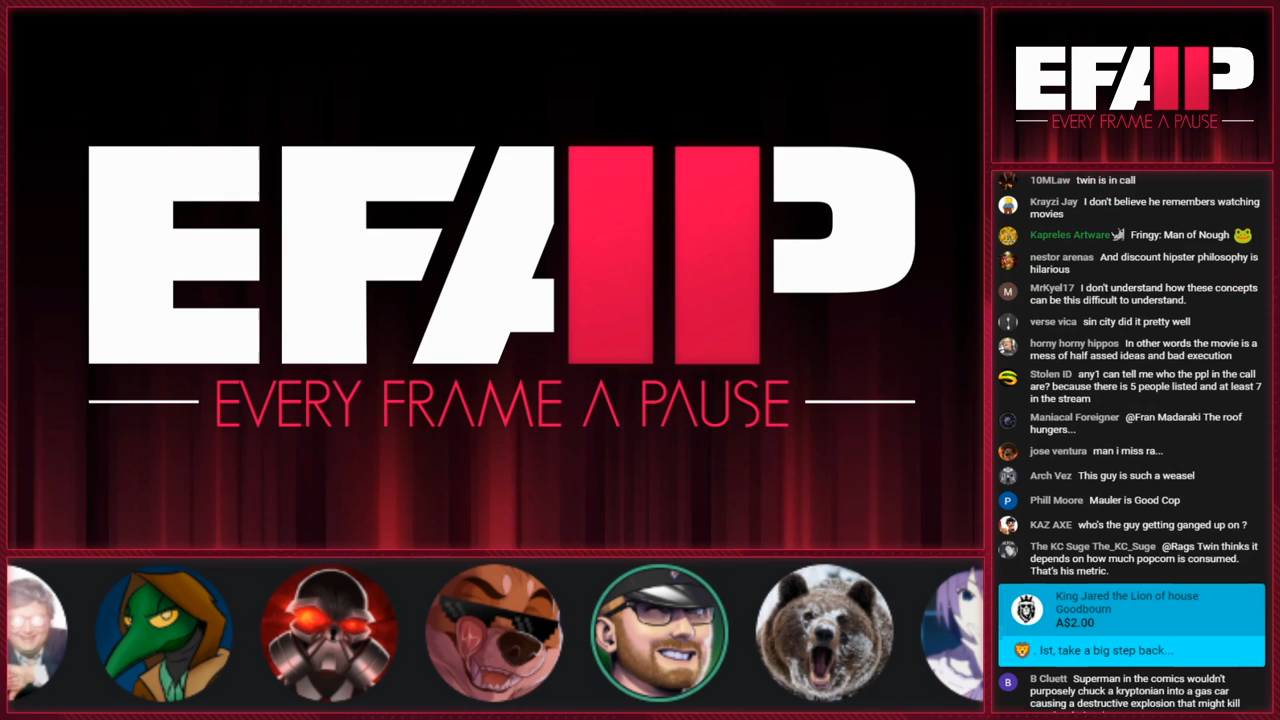 EFAP
EVERY FRAME A PAUSE
EFAP
EVERY FRAME A PAUSE
10MLaw twin is in call
Krayzi Jay I don't believe he remembers watching
movies
Kapreles Artware Fringy: Man of Nough
nestor arenas And discount hipster philosophy is
hilarious
M
MrKyel17 I don't understand how these concepts
can be this difficult to understand.
verse vica sin city did it pretty well
horny horny hippos In other words the movie is a
mess of half assed ideas and bad execution
Stolen ID any1 can tell me who the ppl in the call
are? because there is 5 people listed and at least 7
in the stream
Maniacal Foreigner @Fran Madaraki The roof
hungers...
jose ventura man i miss ra...
Arch Vez This guy is such a weasel
P
Phill Moore Mauler is Good Cop
KAZ AXE who's the guy getting ganged up on ?
The KC Suge The_KC_Suge @Rags Twin thinks it
depends on how much popcorn is consumed.
That's his metric.
King Jared the Lion of house
Goodbourn
A$2.00
. Ist, take a big step back...
B
B Cluett Superman in the comics wouldn't
purposely chuck a kryptonian into a gas car
causing a destructive explosion that might kill